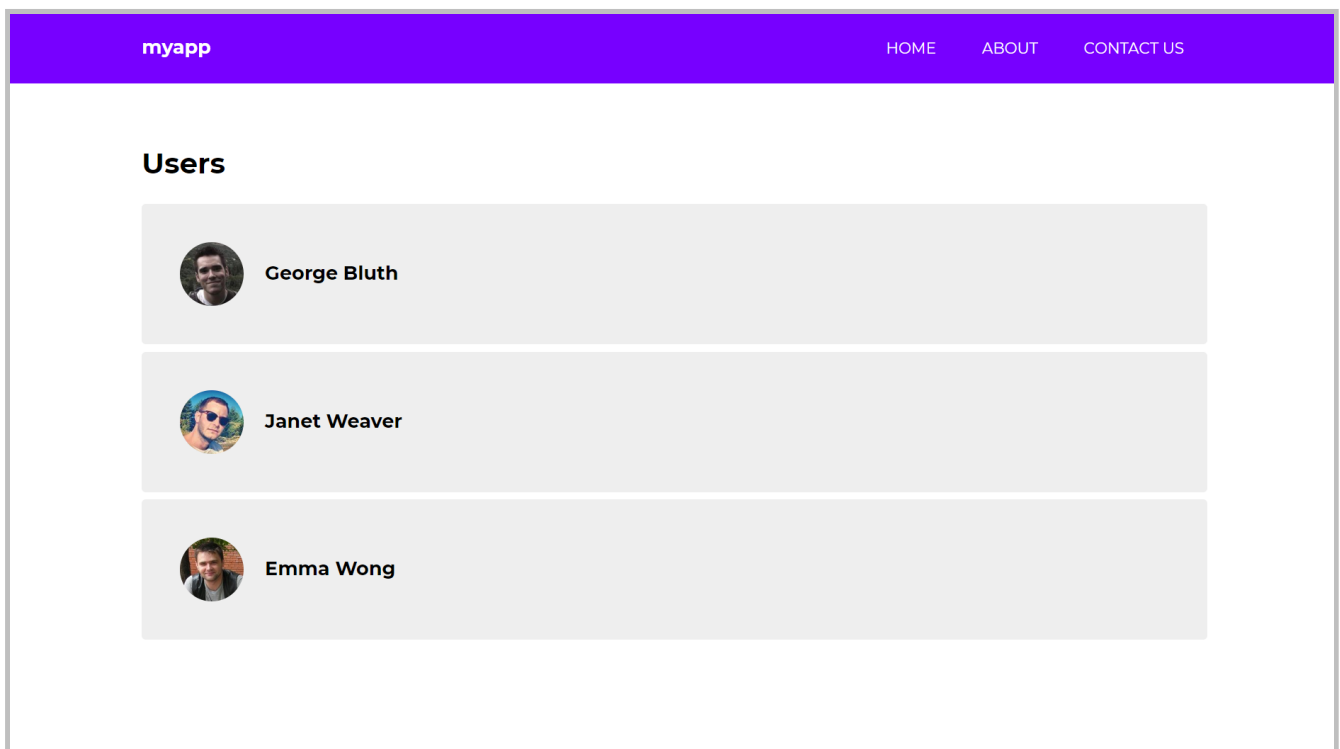 myapp HOME ABOUT CONTACT US
Users
George Bluth
Janet Weaver
Emma Wong